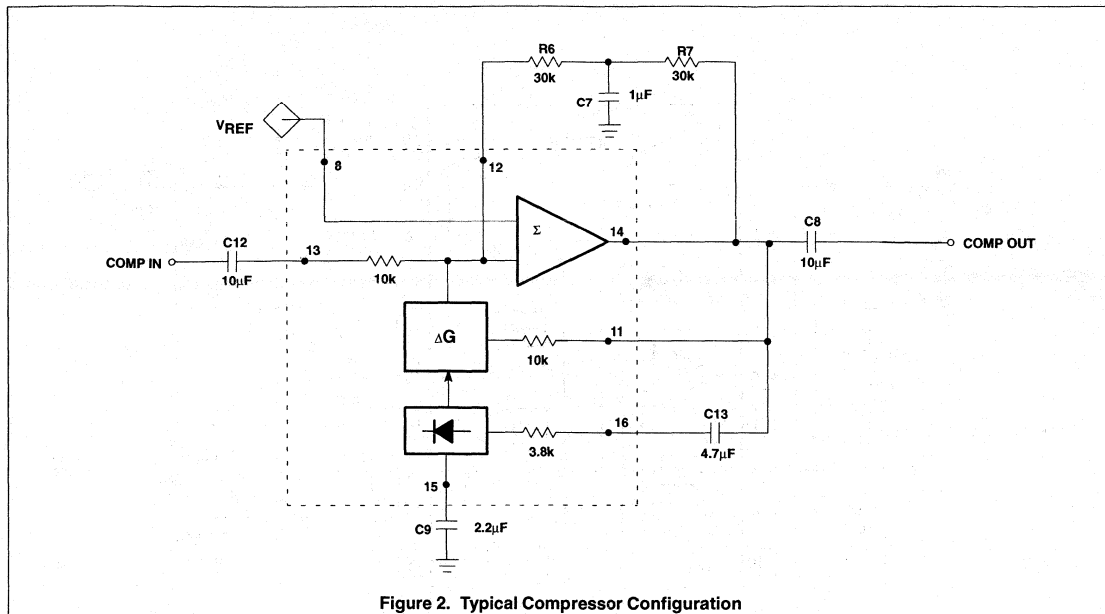 R6
30k
R7
30k
C7
1µF
VREF
8
12
Σ
14
C12
10µF
COMP IN
13
10k
C8
10µF
COMP OUT
ΔG
11
10k
16
C13
4.7µF
3.8k
15
C9
2.2µF
Figure 2. Typical Compressor Configuration